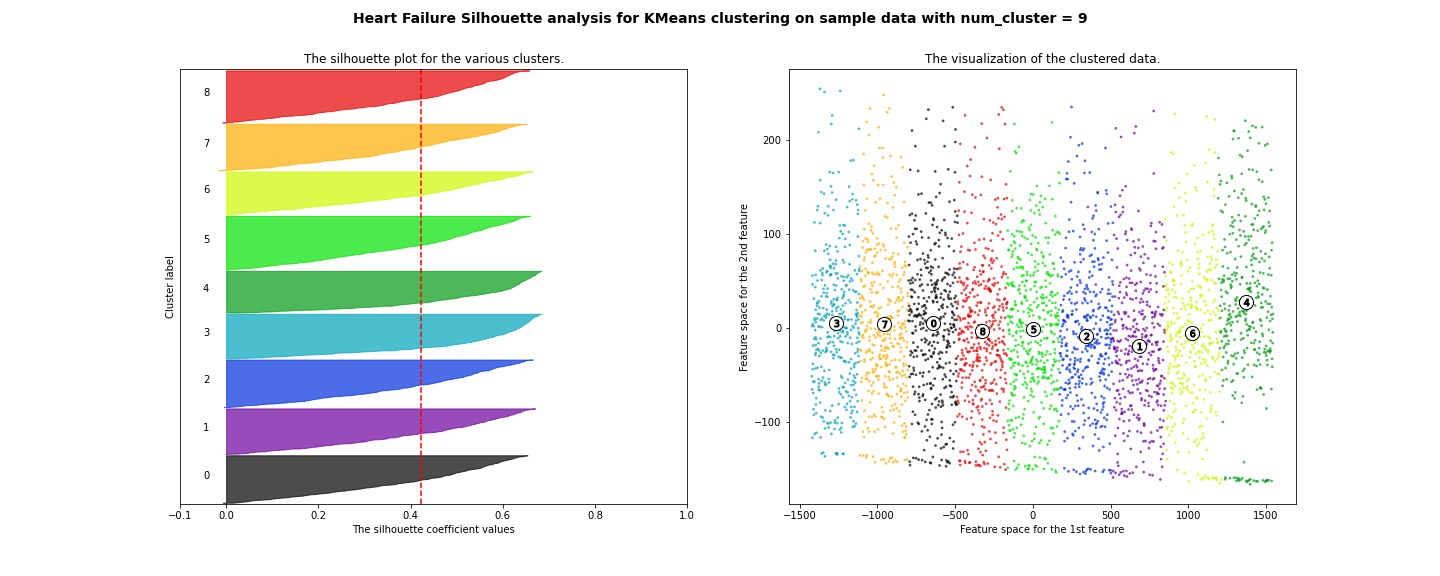 Heart Failure Silhouette analysis for KMeans clustering on sample data with num_cluster = 9
The silhouette plot for the various clusters.
8
7
6
5
4
3
2
1
0
Cluster label
−0.1 0.0 0.2 0.4 0.6 0.8 1.0
The silhouette coefficient values
The visualization of the clustered data.
200
100
0
−100
Feature space for the 2nd feature
3 7 0 8 5 2 1 6 4
−1500 −1000 −500 0 500 1000 1500
Feature space for the 1st feature